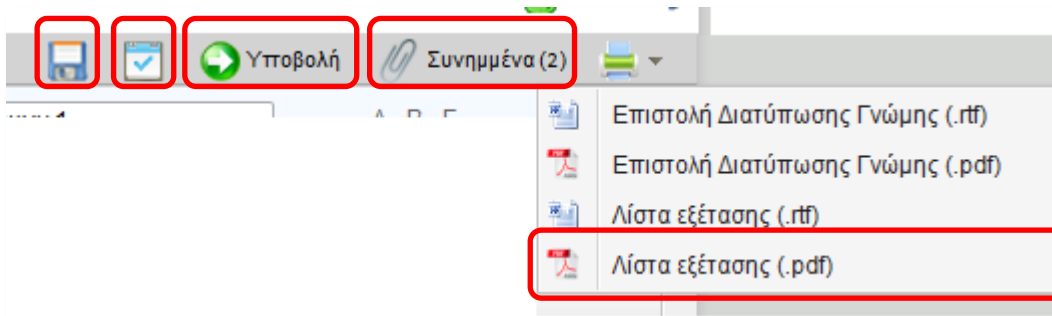 Υποβολή
Συνημμένα (2)
Επιστολή Διατύπωσης Γνώμης (.rtf)
Επιστολή Διατύπωσης Γνώμης (.pdf)
Λίστα εξέτασης (.rtf)
Λίστα εξέτασης (.pdf)